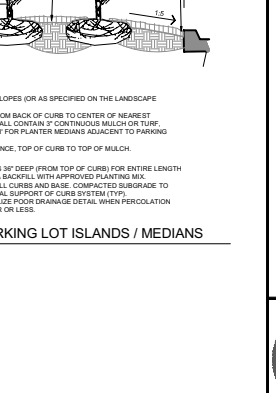 1:5
LOPES (OR AS SPECIFIED ON THE LANDSCAPE
OM BACK OF CURB TO CENTER OF NEAREST
ALL CONTAIN 3" CONTINUOUS MULCH OR TURF,
" FOR PLANTER MEDIANS ADJACENT TO PARKING
NCE, TOP OF CURB TO TOP OF MULCH.
36" DEEP (FROM TOP OF CURB) FOR ENTIRE LENGTH
BACKFILL WITH APPROVED PLANTING MIX.
LL CURBS AND BASE. COMPACTED SUBGRADE TO
AL SUPPORT OF CURB SYSTEM (TYP).
IZE POOR DRAINAGE DETAIL WHEN PERCOLATION
R OR LESS.
RKING LOT ISLANDS / MEDIANS